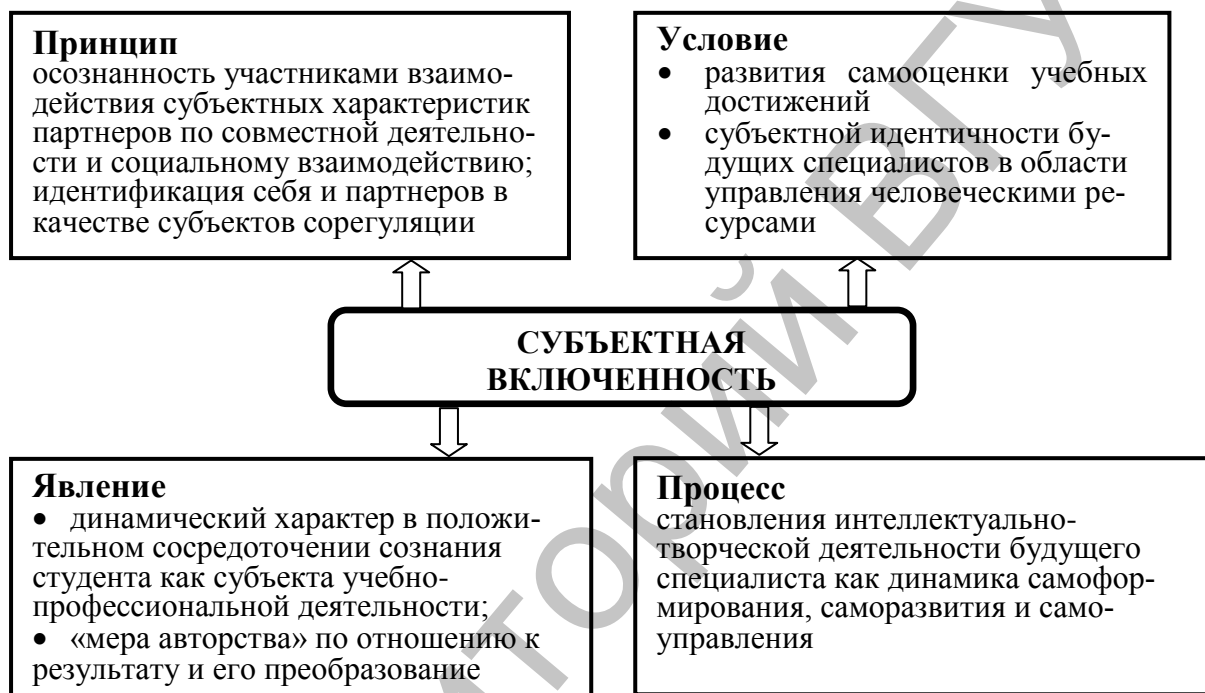 Принцип
осознанность участниками взаимо-
действия субъектных характеристик
партнеров по совместной деятельно-
сти и социальному взаимодействию;
идентификация себя и партнеров в
качестве субъектов сорегуляции
Условие
• развития самооценки учебных
достижений
• субъектной идентичности бу-
дущих специалистов в области
управления человеческими ре-
сурсами
СУБЪЕКТНАЯ
ВКЛЮЧЕННОСТЬ
Явление
• динамический характер в положи-
тельном сосредоточении сознания
студента как субъекта учебно-
профессиональной деятельности;
• «мера авторства» по отношению к
результату и его преобразование
Процесс
становления интеллектуально-
творческой деятельности будущего
специалиста как динамика самофор-
мирования, саморазвития и само-
управления
торий ВГУ